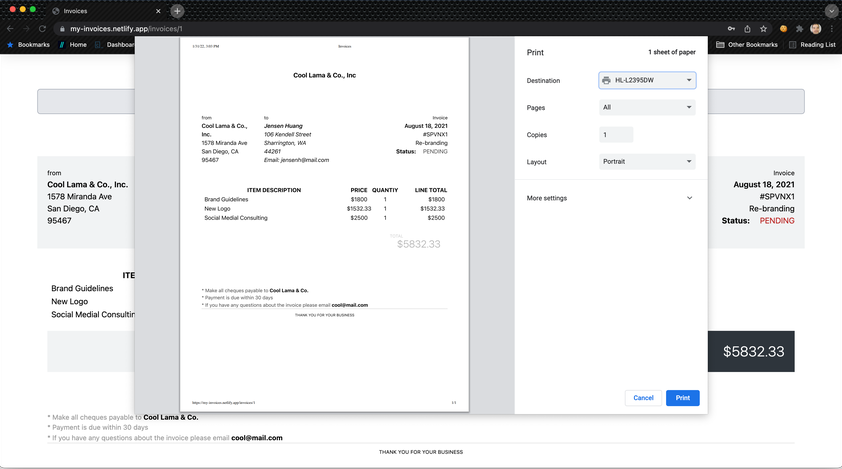 Invoices
my-invoices.netlify.app/invoices/1
Bookmarks
Home
Dashboar
Other Bookmarks
Reading List
from
Cool Lama & Co., Inc.
1578 Miranda Ave
San Diego, CA
95467
ITE
Brand Guidelines
New Logo
Social Medial Consultin
* Make all cheques payable to Cool Lama & Co.
* Payment is due within 30 days
* If you have any questions about the invoice please email cool@mail.com
THANK YOU FOR YOUR BUSINESS
Invoices
Cool Lama & Co., Inc
from
Cool Lama & Co.,
Inc.
1578 Miranda Ave
San Diego, CA
95467
to
Jensen Huang
106 Kendell Street
Sharrington, WA
44261
Email: jensenh@mail.com
Invoice
August 18, 2021
#SPVNX1
Re-branding
Status: PENDING
ITEM DESCRIPTION PRICE QUANTIY LINE TOTAL
Brand Guidelines $1800 1 $1800
New Logo $1532.33 1 $1532.33
Social Medial Consulting $2500 1 $2500
TOTAL
$5832.33
* Make all cheques payable to Cool Lama & Co.
* Payment is due within 30 days
* If you have any questions about the invoice please email cool@mail.com
THANK YOU FOR YOUR BUSINESS
https://my-invoices.netlify.app/invoices/1
1/1
Print
1 sheet of paper
Destination HL-L2395DW
Pages All
Copies 1
Layout Portrait
More settings
Cancel
Print
Invoice
August 18, 2021
#SPVNX1
Re-branding
Status: PENDING
$5832.33